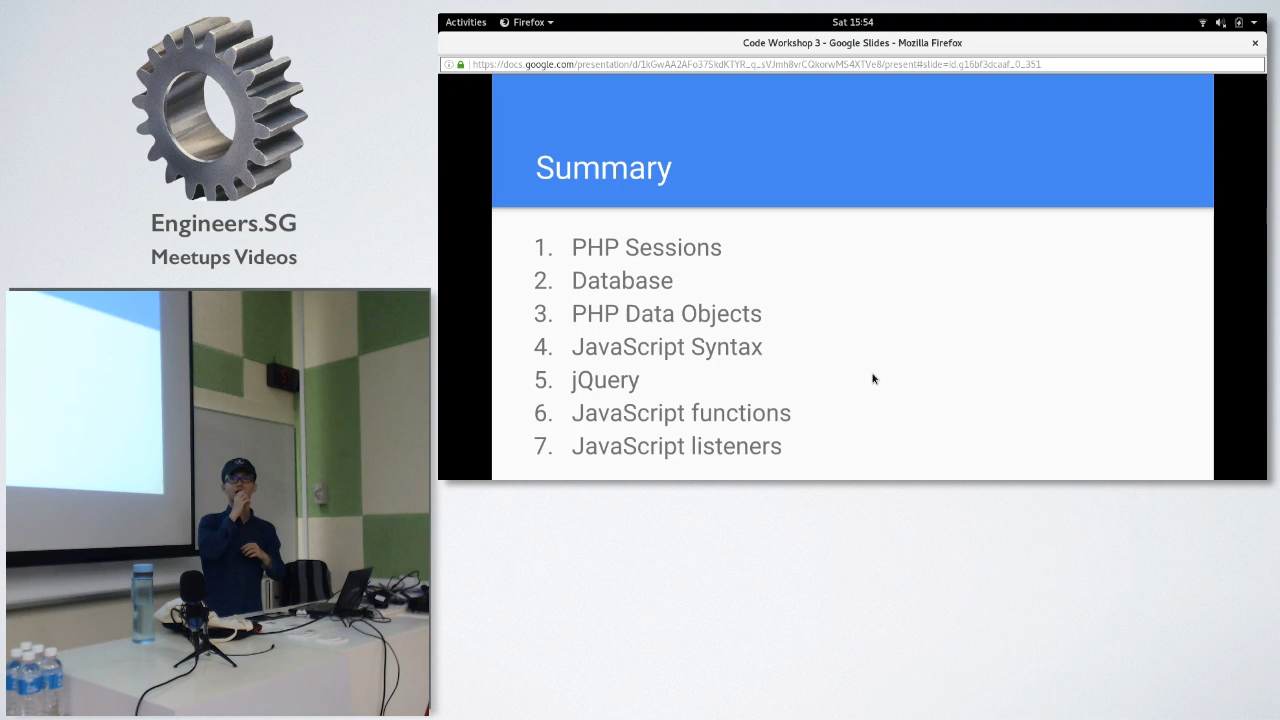 Engineers.SG
Meetups Videos
Activities Firefox Sat 15:54
Code Workshop 3 - Google Slides - Mozilla Firefox
Summary
1. PHP Sessions
2. Database
3. PHP Data Objects
4. JavaScript Syntax
5. jQuery
6. JavaScript functions
7. JavaScript listeners